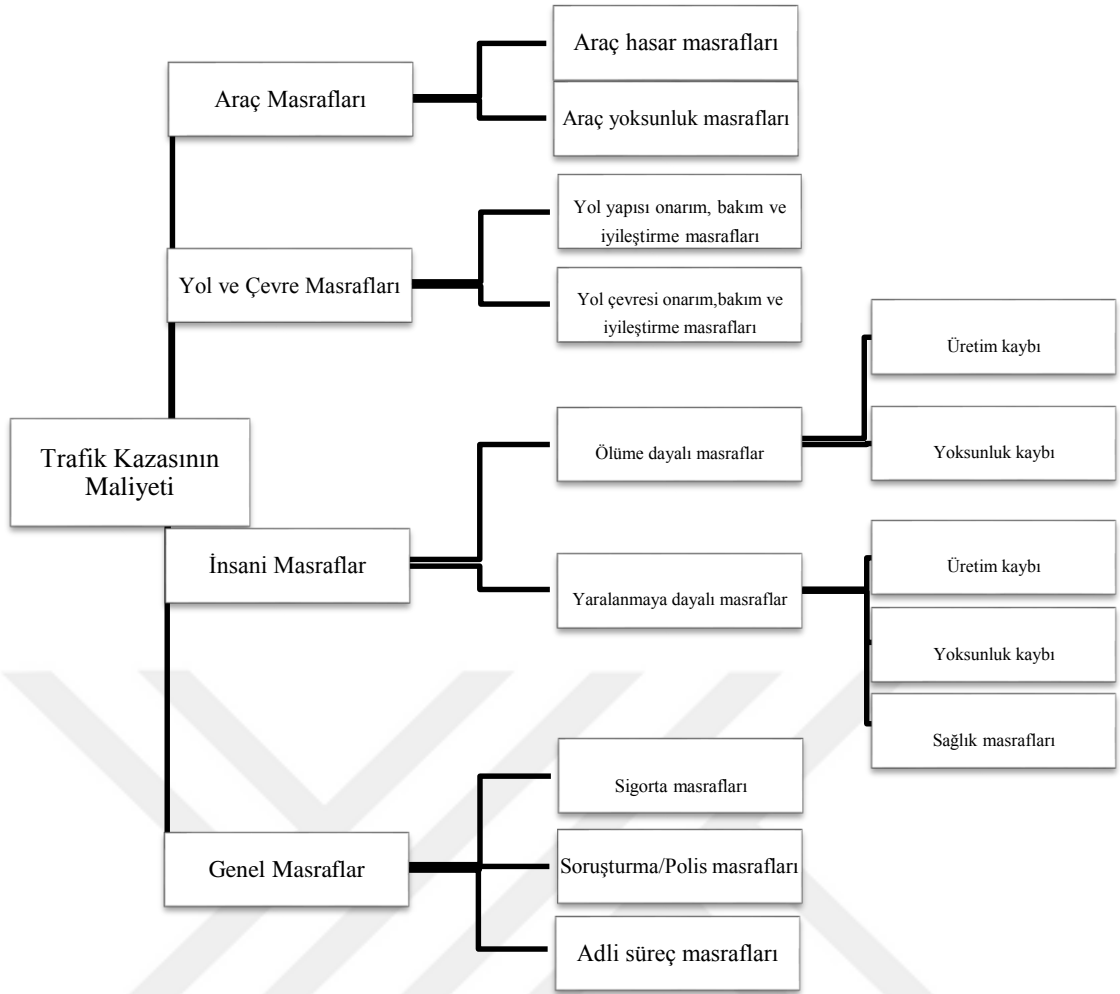 Araç hasar masrafları
Araç Masrafları
Araç yoksunluk masrafları
Yol yapısı onarım, bakım ve
iyileştirme masrafları
Yol ve Çevre Masrafları
Yol çevresi onarım,bakım ve
iyileştirme masrafları
Üretim kaybı
Trafik Kazasının
Maliyeti
Ölüme dayalı masraflar
Yoksunluk kaybı
İnsani Masraflar
Yaralanmaya dayalı masraflar
Üretim kaybı
Yoksunluk kaybı
Sağlık masrafları
Sigorta masrafları
Genel Masraflar
Soruşturma/Polis masrafları
Adli süreç masrafları